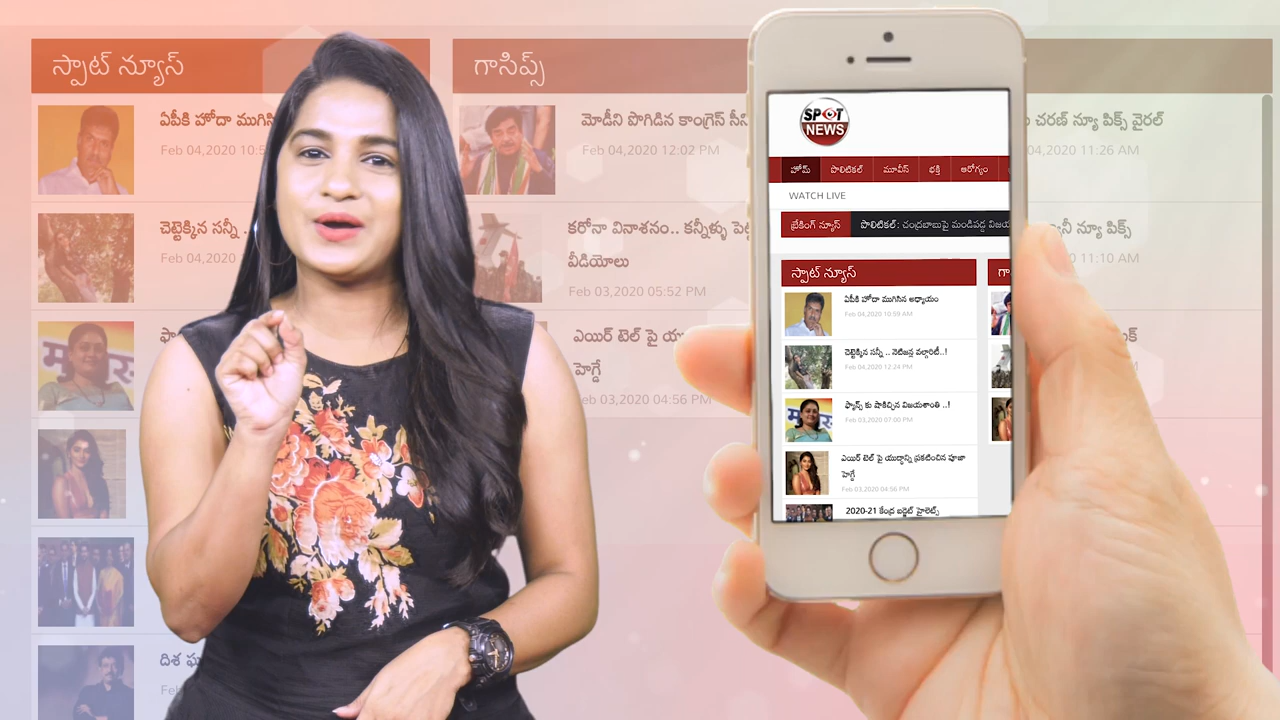 స్పాట్ న్యూస్
ఏపీకి హోదా ముగిసి
Feb 04,2020 10:5
చెట్టెక్కిన సన్నీ ..
Feb 04,2020
దిశ ఘ
Feb
గాసిప్స్
మోడీని పొగిడిన కాంగ్రెస్ సీని
Feb 04,2020 12:02 PM
కరోనా వినాశనం.. కన్నీళ్ళు పెట్ట
వీడియోలు
Feb 03,2020 05:52 PM
ఎయిర్ టెల్ పై యు
హెగ్డే
Feb 03,2020 04:56 PM
చరణ్ న్యూ పిక్స్ వైరల్
04,2020 11:26 AM
న్యూ పిక్స్
04,2020 11:10 AM
SPOT
NEWS
హోమ్ పొలిటికల్ మూవీస్ భక్తి ఆరోగ్యం
WATCH LIVE
బ్రేకింగ్ న్యూస్ పొలిటికల్: చంద్రబాబుపై మండిపడ్డ విజయ
స్పాట్ న్యూస్
గా
ఏపీకి హోదా ముగిసిన అధ్యాయం
Feb 04,2020 10:59 AM
చెట్టెక్కిన సన్నీ .. నెటిజన్ల వల్గారిటీ..!
Feb 04,2020 12:24 PM
ఫ్యాన్స్ కు షాకిచ్చిన విజయశాంతి ..!
Feb 03,2020 07:00 PM
ఎయిర్ టెల్ పై యుద్ధాన్ని ప్రకటించిన పూజా
హెగ్డే
Feb 03,2020 04:56 PM
2020-21 కేంద్ర బడ్జెట్ హైలెట్స్